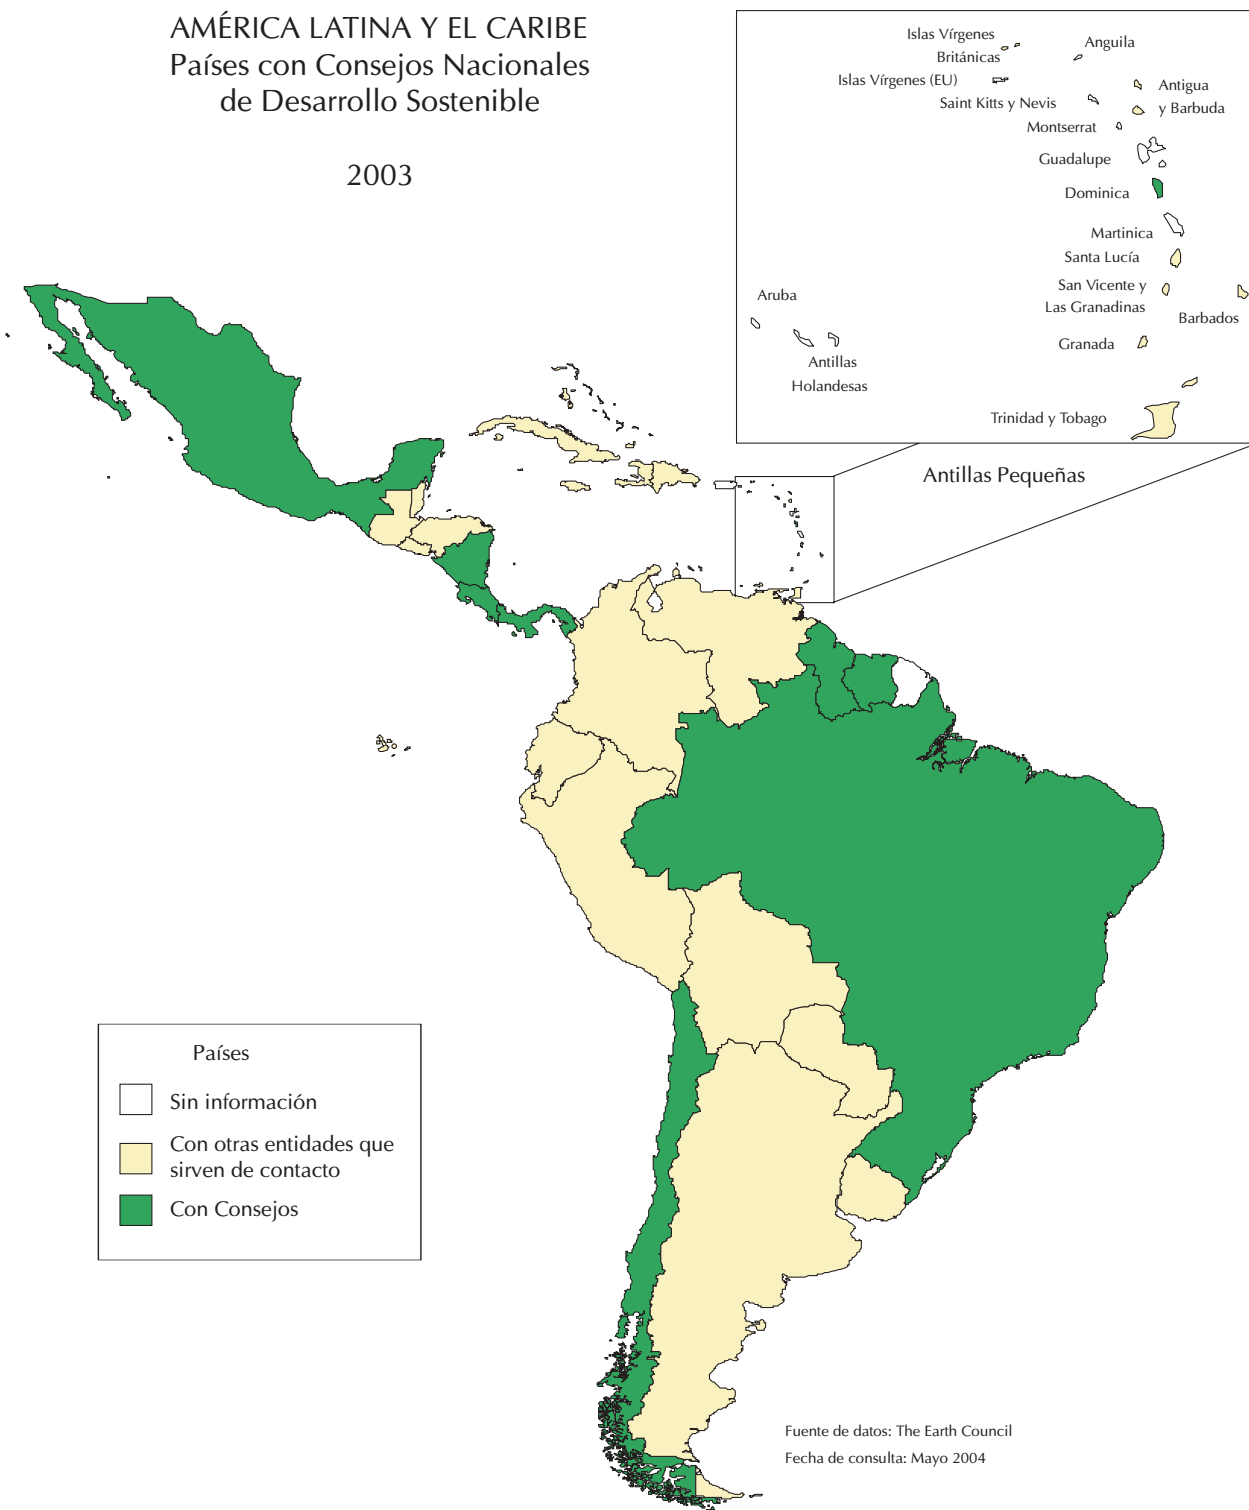 AMÉRICA LATINA Y EL CARIBE
Países con Consejos Nacionales
de Desarrollo Sostenible
2003
Islas Vírgenes
Británicas
Anguila
Islas Vírgenes (EU)
Antigua
y Barbuda
Saint Kitts y Nevis
Montserrat
Guadalupe
Dominica
Martinica
Santa Lucía
San Vicente y
Las Granadinas
Barbados
Granada
Aruba
Antillas
Holandesas
Trinidad y Tobago
Antillas Pequeñas
Países
Sin información
Con otras entidades que
sirven de contacto
Con Consejos
Fuente de datos: The Earth Council
Fecha de consulta: Mayo 2004